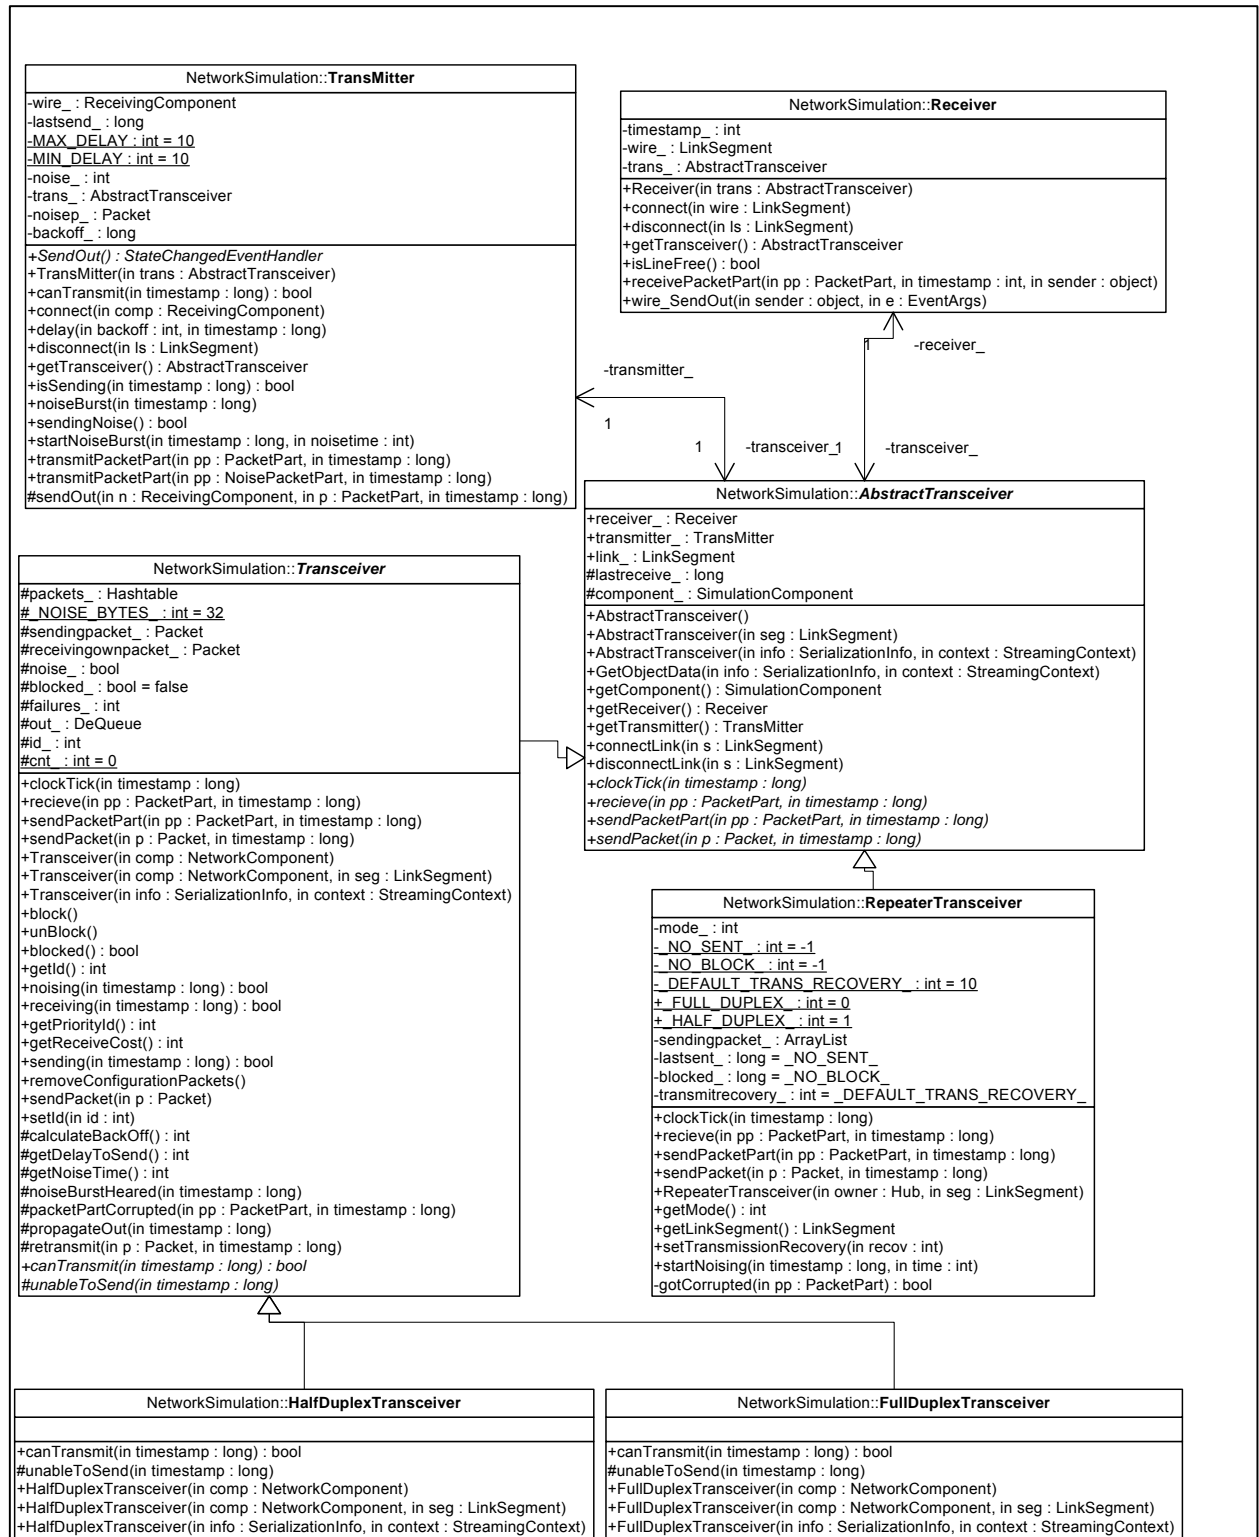 NetworkSimulation::TransMitter
-wire_ : ReceivingComponent
-lastsend_ : long
-MAX_DELAY : int = 10
-MIN_DELAY : int = 10
-noise_ : int
-trans_ : AbstractTransceiver
-noisep_ : Packet
-backoff_ : long
+SendOut() : StateChangedEventHandler
+TransMitter(in trans : AbstractTransceiver)
+canTransmit(in timestamp : long) : bool
+connect(in comp : ReceivingComponent)
+delay(in backoff : int, in timestamp : long)
+disconnect(in ls : LinkSegment)
+getTransceiver() : AbstractTransceiver
+isSending(in timestamp : long) : bool
+noiseBurst(in timestamp : long)
+sendingNoise() : bool
+startNoiseBurst(in timestamp : long, in noisetime : int)
+transmitPacketPart(in pp : PacketPart, in timestamp : long)
+transmitPacketPart(in pp : NoisePacketPart, in timestamp : long)
#sendOut(in n : ReceivingComponent, in p : PacketPart, in timestamp : long)
NetworkSimulation::Receiver
-timestamp_ : int
-wire_ : LinkSegment
-trans_ : AbstractTransceiver
+Receiver(in trans : AbstractTransceiver)
+connect(in wire : LinkSegment)
+disconnect(in ls : LinkSegment)
+getTransceiver() : AbstractTransceiver
+isLineFree() : bool
+receivePacketPart(in pp : PacketPart, in timestamp : int, in sender : object)
+wire_SendOut(in sender : object, in e : EventArgs)
1
-receiver_
-transmitter_
1
1
-transceiver_
1
-transceiver_
NetworkSimulation::AbstractTransceiver
+receiver_ : Receiver
+transmitter_ : TransMitter
+link_ : LinkSegment
#lastreceive_ : long
#component_ : SimulationComponent
+AbstractTransceiver()
+AbstractTransceiver(in seg : LinkSegment)
+AbstractTransceiver(in info : SerializationInfo, in context : StreamingContext)
+GetObjectData(in info : SerializationInfo, in context : StreamingContext)
+getComponent() : SimulationComponent
+getReceiver() : Receiver
+getTransmitter() : TransMitter
+connectLink(in s : LinkSegment)
+disconnectLink(in s : LinkSegment)
+clockTick(in timestamp : long)
+recieve(in pp : PacketPart, in timestamp : long)
+sendPacketPart(in pp : PacketPart, in timestamp : long)
+sendPacket(in p : Packet, in timestamp : long)
NetworkSimulation::Transceiver
#packets_ : Hashtable
#_NOISE_BYTES_ : int = 32
#sendingpacket_ : Packet
#receivingownpacket_ : Packet
#noise_ : bool
#blocked_ : bool = false
#failures_ : int
#out_ : DeQueue
#id_ : int
#cnt_ : int = 0
+clockTick(in timestamp : long)
+recieve(in pp : PacketPart, in timestamp : long)
+sendPacketPart(in pp : PacketPart, in timestamp : long)
+sendPacket(in p : Packet, in timestamp : long)
+Transceiver(in comp : NetworkComponent)
+Transceiver(in comp : NetworkComponent, in seg : LinkSegment)
+Transceiver(in info : SerializationInfo, in context : StreamingContext)
+block()
+unBlock()
+blocked() : bool
+getId() : int
+noising(in timestamp : long) : bool
+receiving(in timestamp : long) : bool
+getPriorityId() : int
+getReceiveCost() : int
+sending(in timestamp : long) : bool
+removeConfigurationPackets()
+sendPacket(in p : Packet)
+setId(in id : int)
#calculateBackOff() : int
#getDelayToSend() : int
#getNoiseTime() : int
#noiseBurstHeared(in timestamp : long)
#packetPartCorrupted(in pp : PacketPart, in timestamp : long)
#propagateOut(in timestamp : long)
#retransmit(in p : Packet, in timestamp : long)
+canTransmit(in timestamp : long) : bool
#unableToSend(in timestamp : long)
NetworkSimulation::RepeaterTransceiver
-mode_ : int
-_NO_SENT_ : int = -1
-_NO_BLOCK_ : int = -1
-_DEFAULT_TRANS_RECOVERY_ : int = 10
+_FULL_DUPLEX_ : int = 0
+_HALF_DUPLEX_ : int = 1
-sendingpacket_ : ArrayList
-lastsent_ : long = _NO_SENT_
-blocked_ : long = _NO_BLOCK_
-transmitrecovery_ : int = _DEFAULT_TRANS_RECOVERY_
+clockTick(in timestamp : long)
+recieve(in pp : PacketPart, in timestamp : long)
+sendPacketPart(in pp : PacketPart, in timestamp : long)
+sendPacket(in p : Packet, in timestamp : long)
+RepeaterTransceiver(in owner : Hub, in seg : LinkSegment)
+getMode() : int
+getLinkSegment() : LinkSegment
+setTransmissionRecovery(in recov : int)
+startNoising(in timestamp : long, in time : int)
-gotCorrupted(in pp : PacketPart) : bool
NetworkSimulation::HalfDuplexTransceiver
+canTransmit(in timestamp : long) : bool
#unableToSend(in timestamp : long)
+HalfDuplexTransceiver(in comp : NetworkComponent)
+HalfDuplexTransceiver(in comp : NetworkComponent, in seg : LinkSegment)
+HalfDuplexTransceiver(in info : SerializationInfo, in context : StreamingContext)
NetworkSimulation::FullDuplexTransceiver
+canTransmit(in timestamp : long) : bool
#unableToSend(in timestamp : long)
+FullDuplexTransceiver(in comp : NetworkComponent)
+FullDuplexTransceiver(in comp : NetworkComponent, in seg : LinkSegment)
+FullDuplexTransceiver(in info : SerializationInfo, in context : StreamingContext)